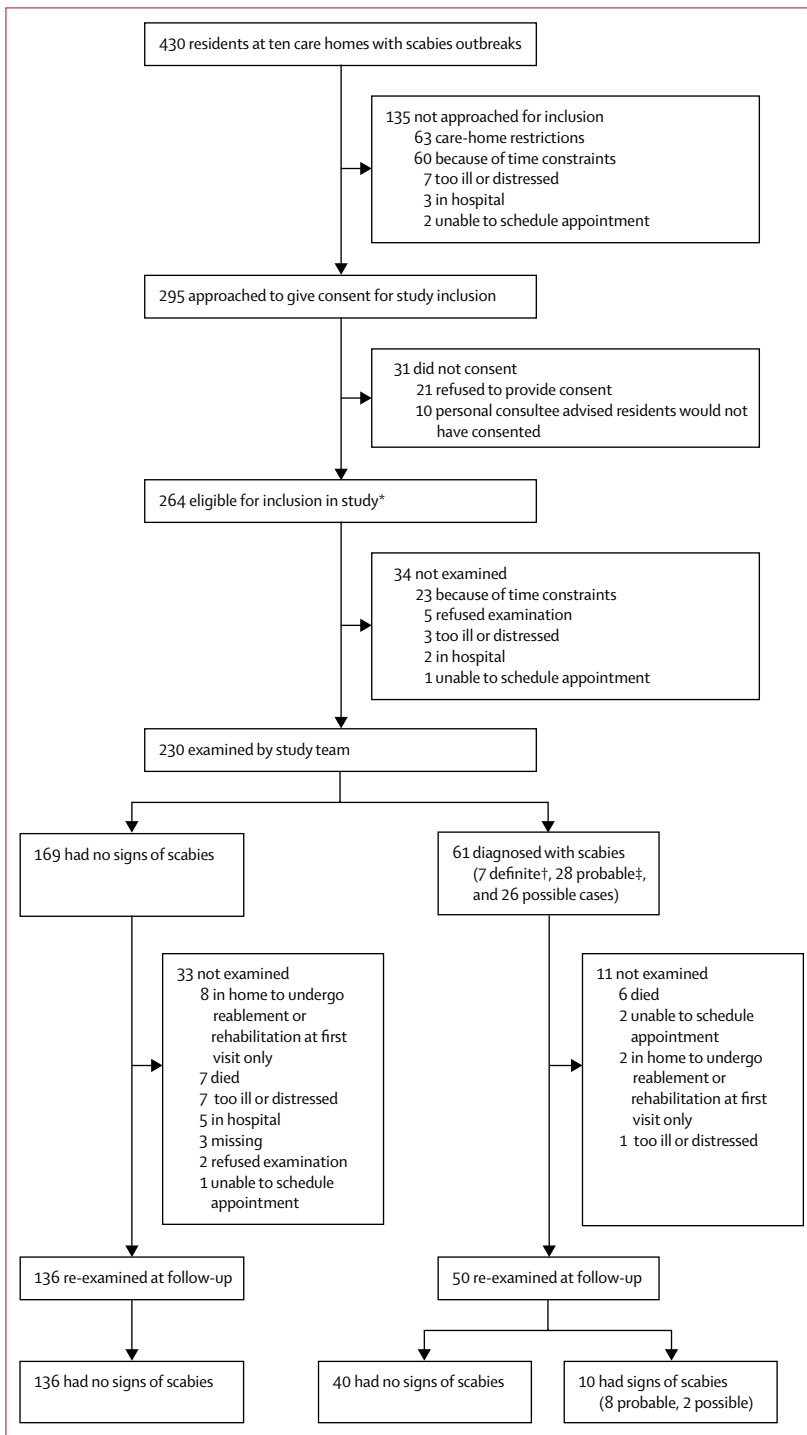 430 residents at ten care homes with scabies outbreaks
135 not approached for inclusion
63 care-home restrictions
60 because of time constraints
7 too ill or distressed
3 in hospital
2 unable to schedule appointment
295 approached to give consent for study inclusion
31 did not consent
21 refused to provide consent
10 personal consultee advised residents would not
have consented
264 eligible for inclusion in study*
34 not examined
23 because of time constraints
5 refused examination
3 too ill or distressed
2 in hospital
1 unable to schedule appointment
230 examined by study team
169 had no signs of scabies
61 diagnosed with scabies
(7 definite†, 28 probable‡,
and 26 possible cases)
33 not examined
8 in home to undergo
reablement or
rehabilitation at first
visit only
7 died
7 too ill or distressed
5 in hospital
3 missing
2 refused examination
1 unable to schedule
appointment
11 not examined
6 died
2 unable to schedule
appointment
2 in home to undergo
reablement or
rehabilitation at first
visit only
1 too ill or distressed
136 re-examined at follow-up
50 re-examined at follow-up
136 had no signs of scabies
40 had no signs of scabies
10 had signs of scabies
(8 probable, 2 possible)